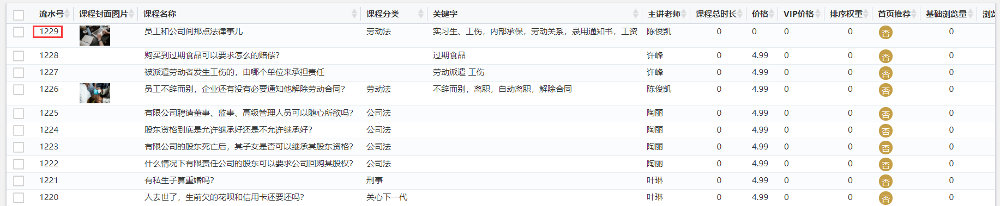 流水号 课程封面图片 课程名称 课程分类 关键字 主讲老师 课程总时长 价格 VIP价格 排序权重 首页推荐 基础浏览量 浏览
1229 员工和公司间那点法律事儿 劳动法 实习生、工伤，内部承保，劳动关系，录用通知书，工资 陈俊凯 0 0 0 0 否 0
1228 购买到过期食品可以要求怎么的赔偿？ 过期食品 许峰 0 4.99 0 0 否 0
1227 被派遣劳动者发生工伤的，由哪个单位来承担责任 劳动派遣 工伤 许峰 0 4.99 0 0 否 0
1226 员工不辞而别，企业还有没有必要通知他解除劳动合同？ 劳动法 不辞而别，离职，自动离职，解除合同 陈俊凯 0 4.99 0 0 否 0
1225 有限公司聘请董事、监事、高级管理人员可以随心所欲吗？ 公司法 陶丽 0 4.99 0 0 否 0
1224 股东资格到底是允许继承好还是不允许继承好？ 公司法 陶丽 0 4.99 0 0 否 0
1223 有限公司的股东死亡后，其子女是否可以继承其股东资格？ 公司法 陶丽 0 4.99 0 0 否 0
1222 什么情况下有限责任公司的股东可以要求公司回购其股权？ 公司法 陶丽 0 4.99 0 0 否 0
1221 有私生子算重婚吗？ 刑事 叶琳 0 4.99 0 0 否 0
1220 人去世了，生前欠的花呗和信用卡还要还吗？ 关心下一代 叶琳 0 4.99 0 0 否 0